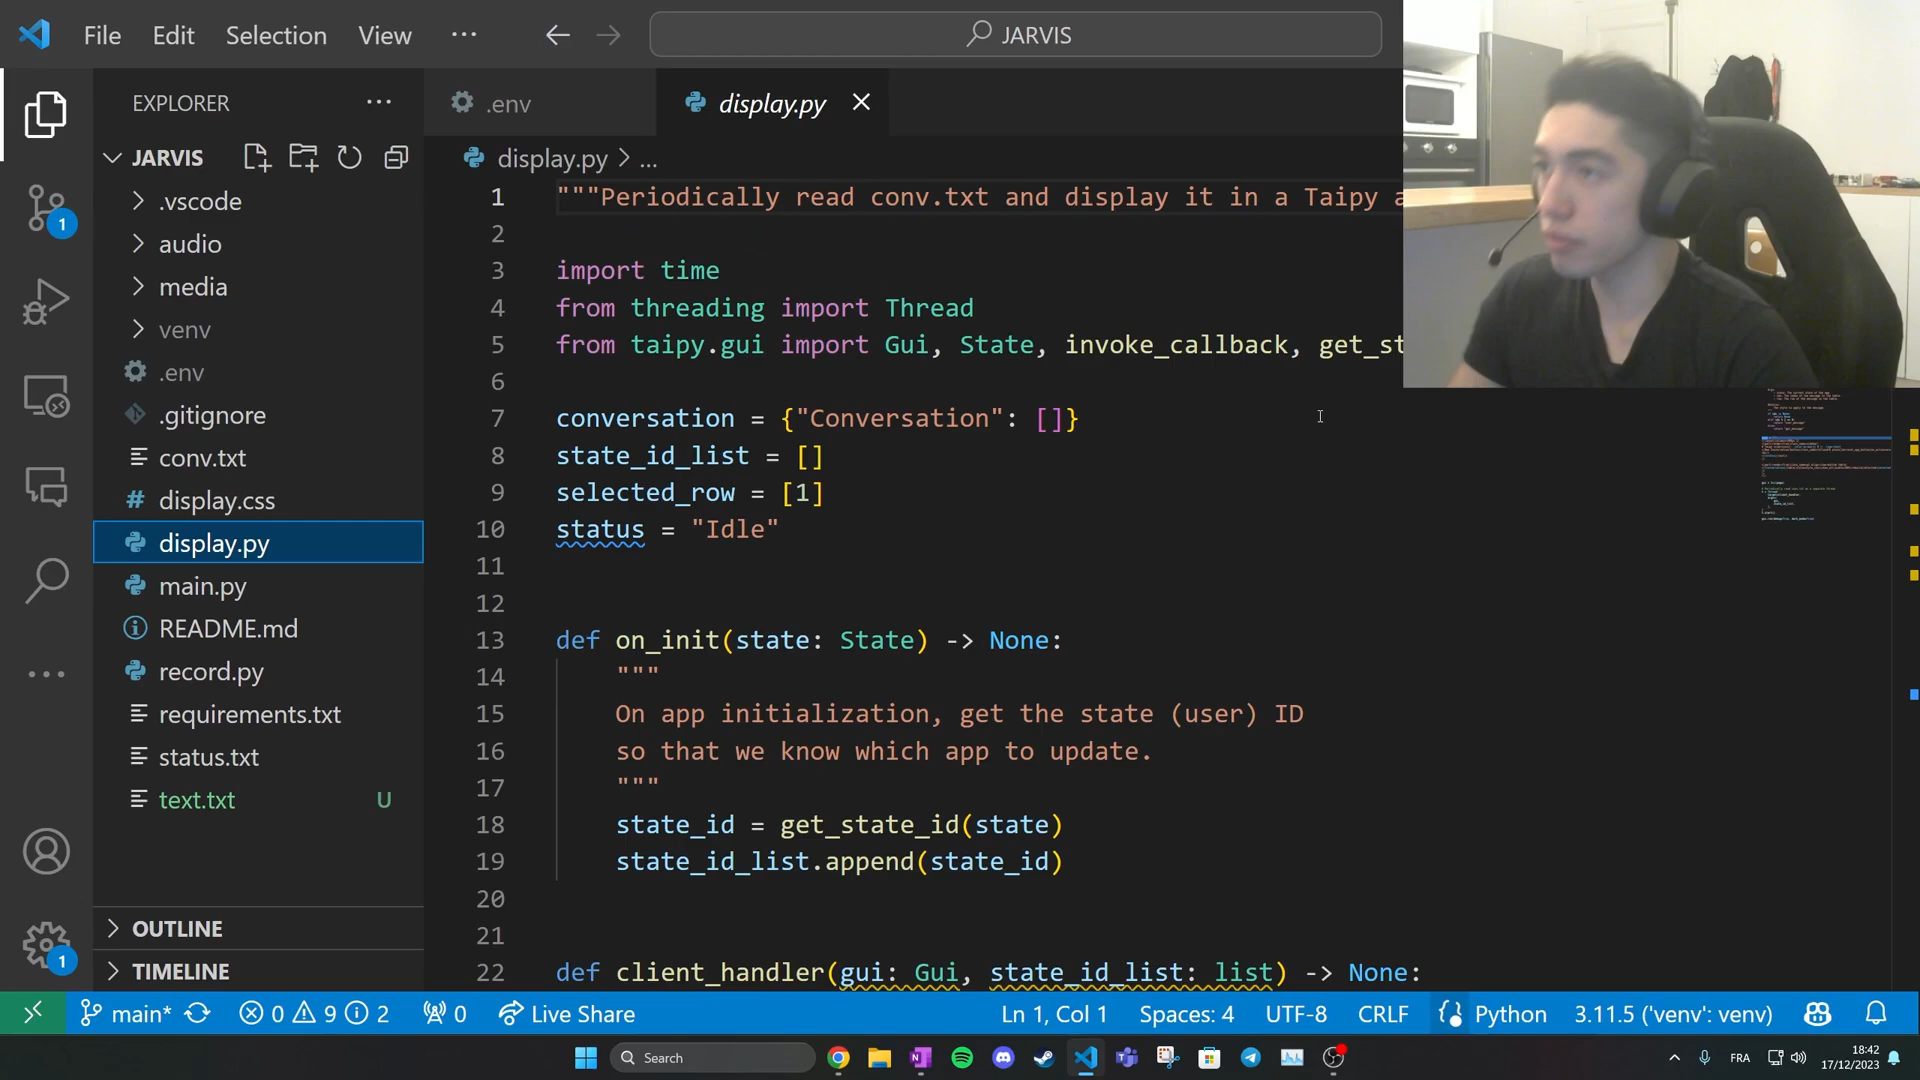 File Edit Selection View ... JARVIS
EXPLORER ...
JARVIS
.vscode
audio
media
venv
.env
.gitignore
conv.txt
display.css
display.py
main.py
README.md
record.py
requirements.txt
status.txt
text.txt U
OUTLINE
TIMELINE
1
1
.env display.py
display.py > ...
1 """Periodically read conv.txt and display it in a Taipy a
2
3 import time
4 from threading import Thread
5 from taipy.gui import Gui, State, invoke_callback, get_st
6
7 conversation = {"Conversation": []}
8 state_id_list = []
9 selected_row = [1]
10 status = "Idle"
11
12
13 def on_init(state: State) -> None:
14 """
15 On app initialization, get the state (user) ID
16 so that we know which app to update.
17 """
18 state_id = get_state_id(state)
19 state_id_list.append(state_id)
20
21
22 def client_handler(gui: Gui, state_id_list: list) -> None:
main* 0 9 2 0 Live Share Ln 1, Col 1 Spaces: 4 UTF-8 CRLF Python 3.11.5 ('venv': venv)
Search FRA 18:42
17/12/2023